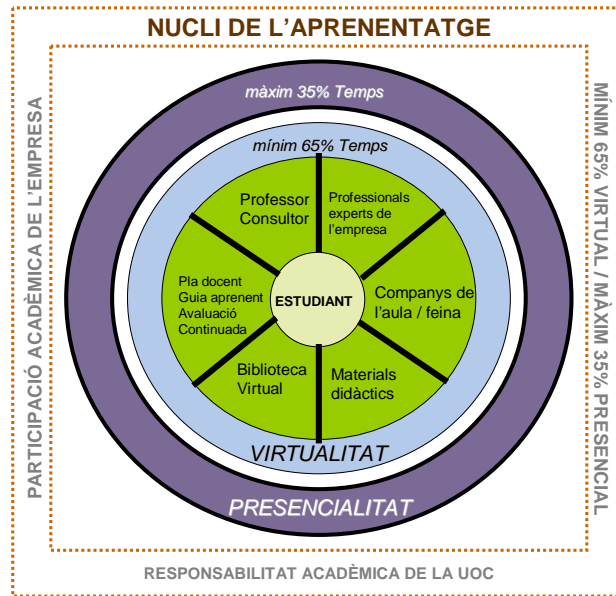 NUCLI DE L’APRENENTATGE
PARTICIPACIÓ ACADÈMICA DE L’EMPRESA
màxim 35% Temps
mínim 65% Temps
Professor
Consultor
Professionals
experts de
l’empresa
Pla docent
Guia aprenent
Avaluació
Continuada
ESTUDIANT
Companys de
l’aula / feina
Biblioteca
Virtual
Materials
didàctics
VIRTUALITAT
PRESENCIALITAT
MÍNIM 65% VIRTUAL / MÀXIM 35% PRESENCIAL
RESPONSABILITAT ACADÈMICA DE LA UOC